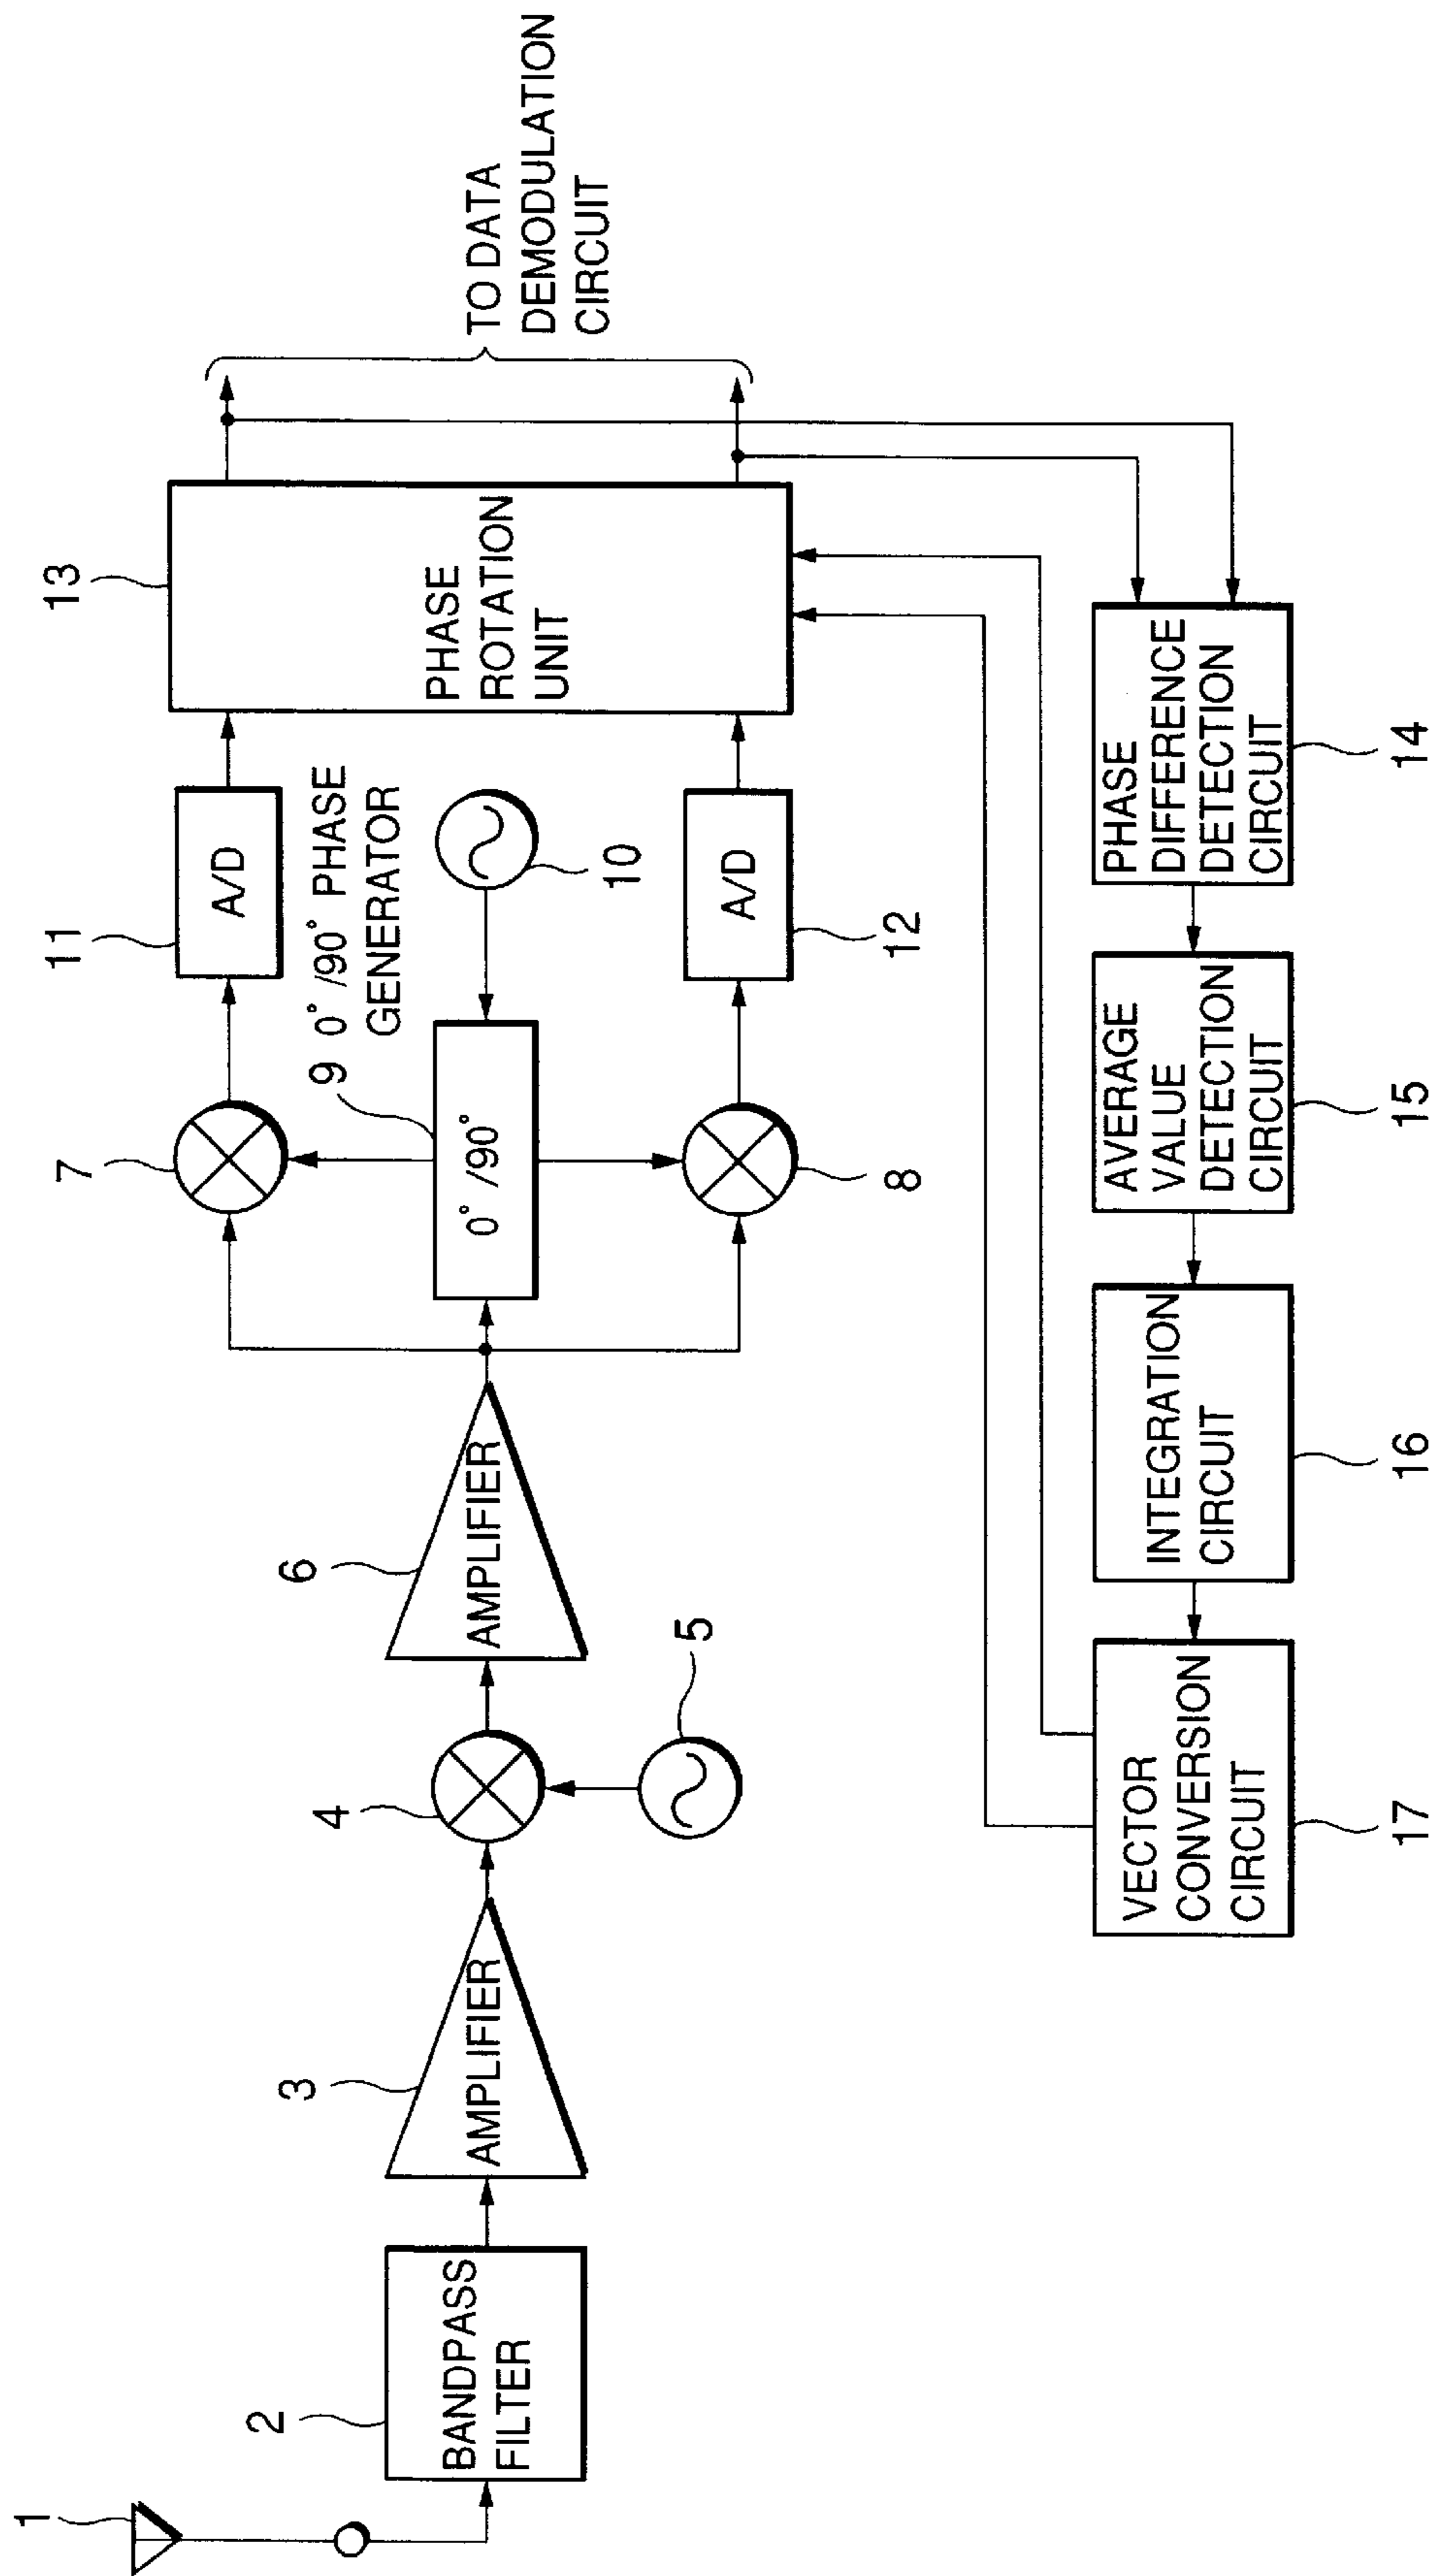 1
2
BANDPASS
FILTER
3
AMPLIFIER
4
5
6
AMPLIFIER
7
8
9 0°/90° PHASE
GENERATOR
0°/90°
10
11
A/D
12
A/D
13
PHASE
ROTATION
UNIT
TO DATA
DEMODULATION
CIRCUIT
VECTOR
CONVERSION
CIRCUIT
17
INTEGRATION
CIRCUIT
16
AVERAGE
VALUE
DETECTION
CIRCUIT
15
PHASE
DIFFERENCE
DETECTION
CIRCUIT
14